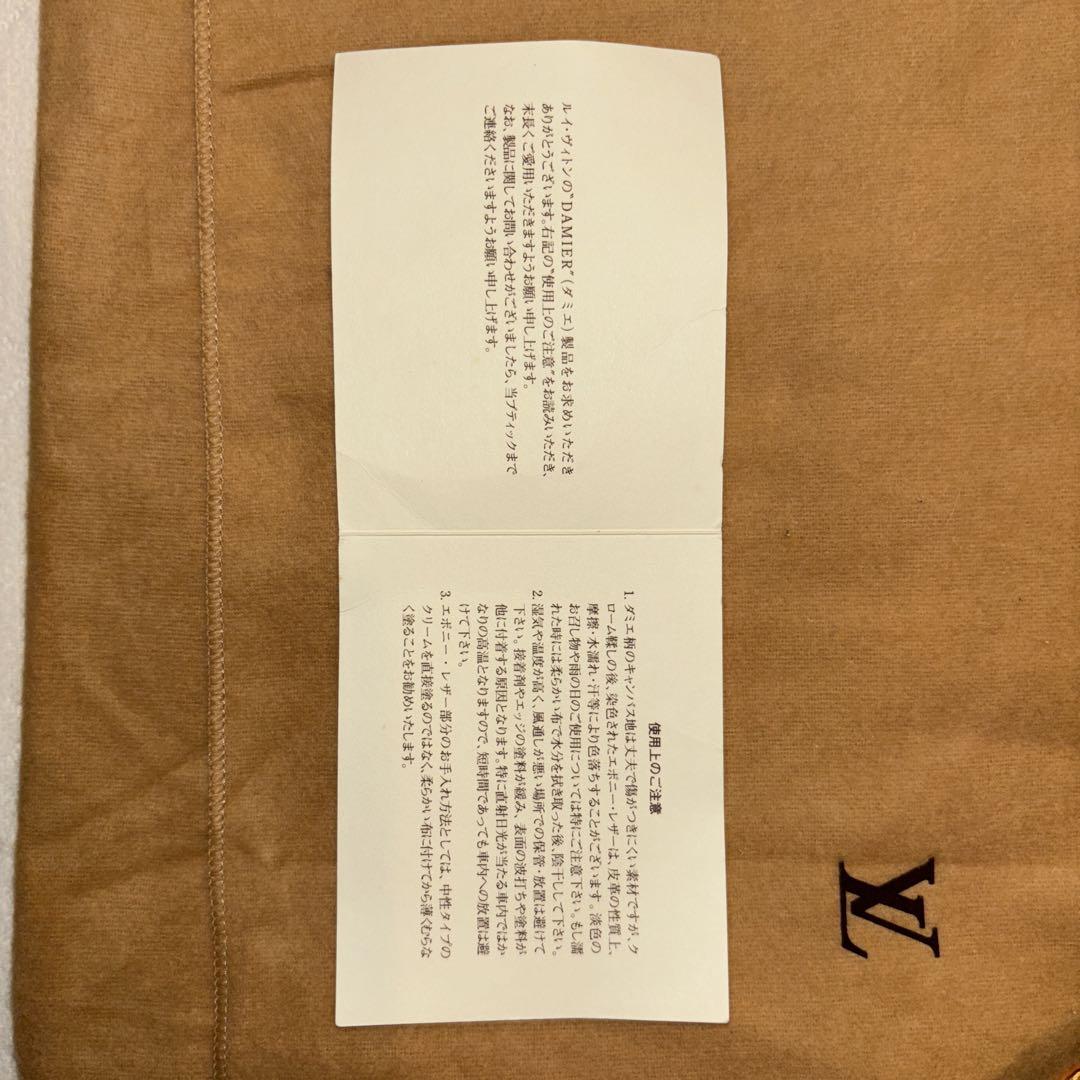 ルイ・ヴィトンの"DAMIER"(ダミエ)製品をお求めいただき
ありがとうございます。右記の"使用上のご注意"をお読みいただき、
末長くご愛用いただきますようお願い申し上げます。
なお、製品に関してお問い合わせがございましたら、当ブティックまで
ご連絡くださいますようお願い申し上げます。
使用上のご注意
1. ダミエ柄のキャンバス地は丈夫で傷がつきにくい素材ですが、ク
ローム鞣しの後、染色されたエボニー・レザーは、皮革の性質上、
摩擦・水濡れ・汗等により色落ちすることがございます。淡色の
お召し物や雨の日のご使用については特にご注意下さい。もし濡
れた時には柔らかい布で水分を拭き取った後、陰干しして下さい。
2. 湿気や温度が高く、風通しが悪い場所での保管・放置は避けて
下さい。接着剤やエッジの塗料が緩み、表面の波打ちや塗料が
他に付着する原因となります。特に直射日光が当たる車内ではか
なりの高温となりますので、短時間であっても車内への放置は避
けて下さい。
3. エボニー・レザー部分のお手入れ方法としては、中性タイプの
クリームを直接塗るのではなく、柔らかい布に付けてから薄くむらな
く塗ることをお勧めいたします。
LV